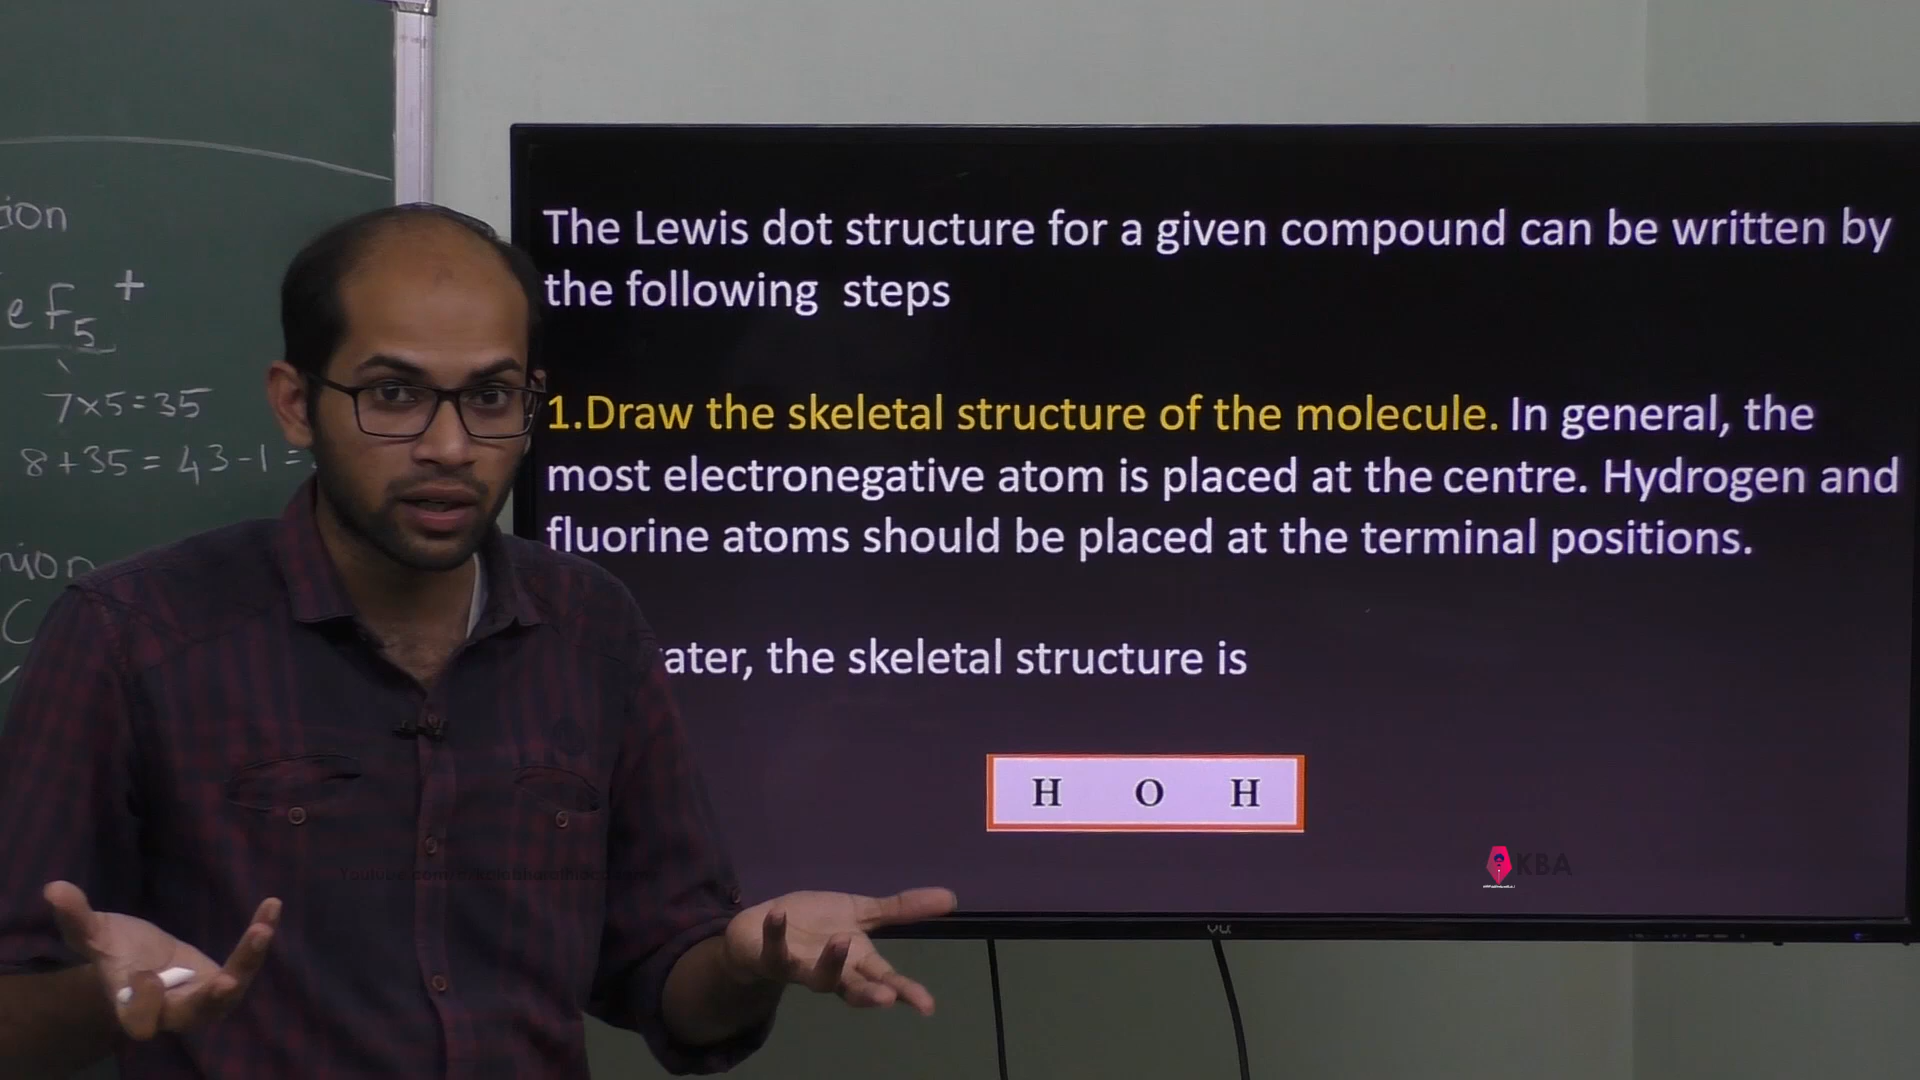 ion
eF5+
7×5=35
8+35=43-1=
nion
C
The Lewis dot structure for a given compound can be written by
the following steps
1.Draw the skeletal structure of the molecule. In general, the
most electronegative atom is placed at the centre. Hydrogen and
fluorine atoms should be placed at the terminal positions.
ater, the skeletal structure is
H O H
KBA